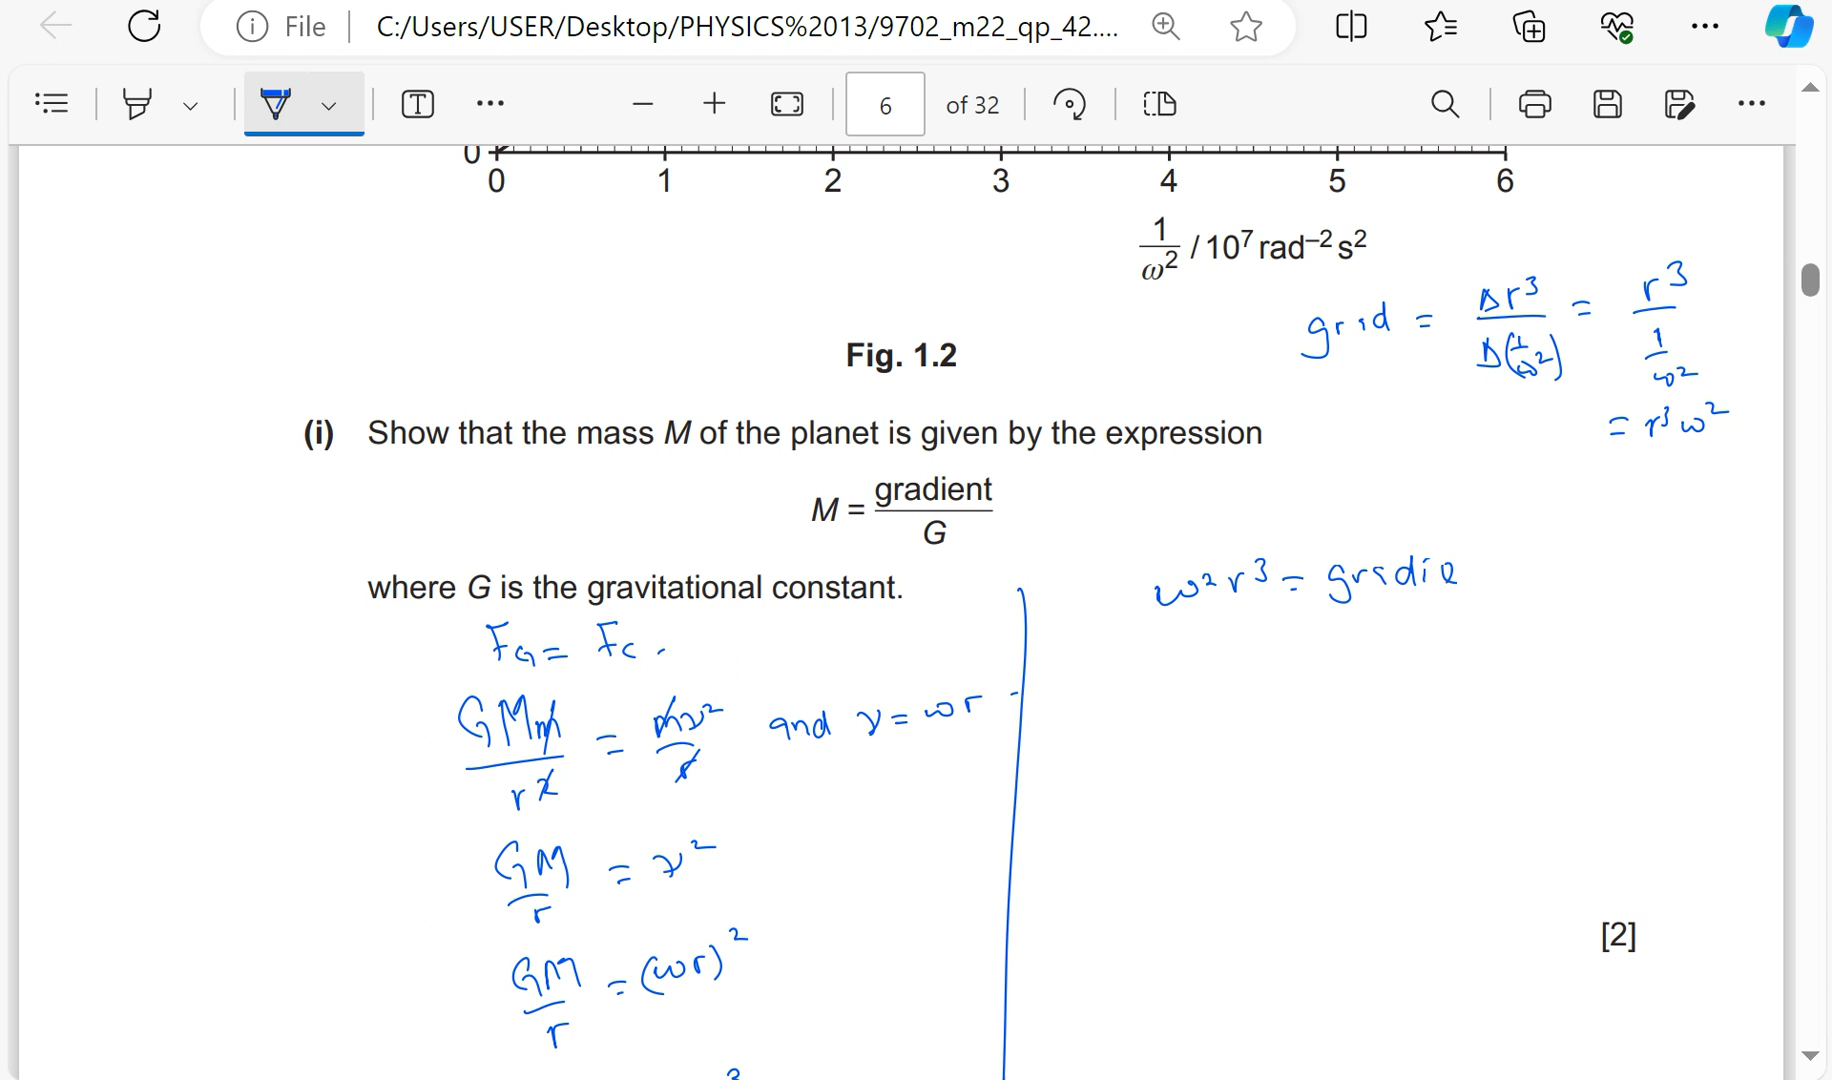 File C:/Users/USER/Desktop/PHYSICS%2013/9702_m22_qp_42....
6 of 32
0
0 1 2 3 4 5 6
1/ω² / 10⁷ rad⁻² s²
grad = Δr³/Δ(1/ω²) = r³/(1/ω²)
= r³ω²
Fig. 1.2
(i) Show that the mass M of the planet is given by the expression
M = gradient/G
where G is the gravitational constant.
ω²r³ = gradie
F_G = F_C.
GMm/r² = mv²/r and v = ωr
GM/r = v²
[2]
GM/r = (ωr)²
3